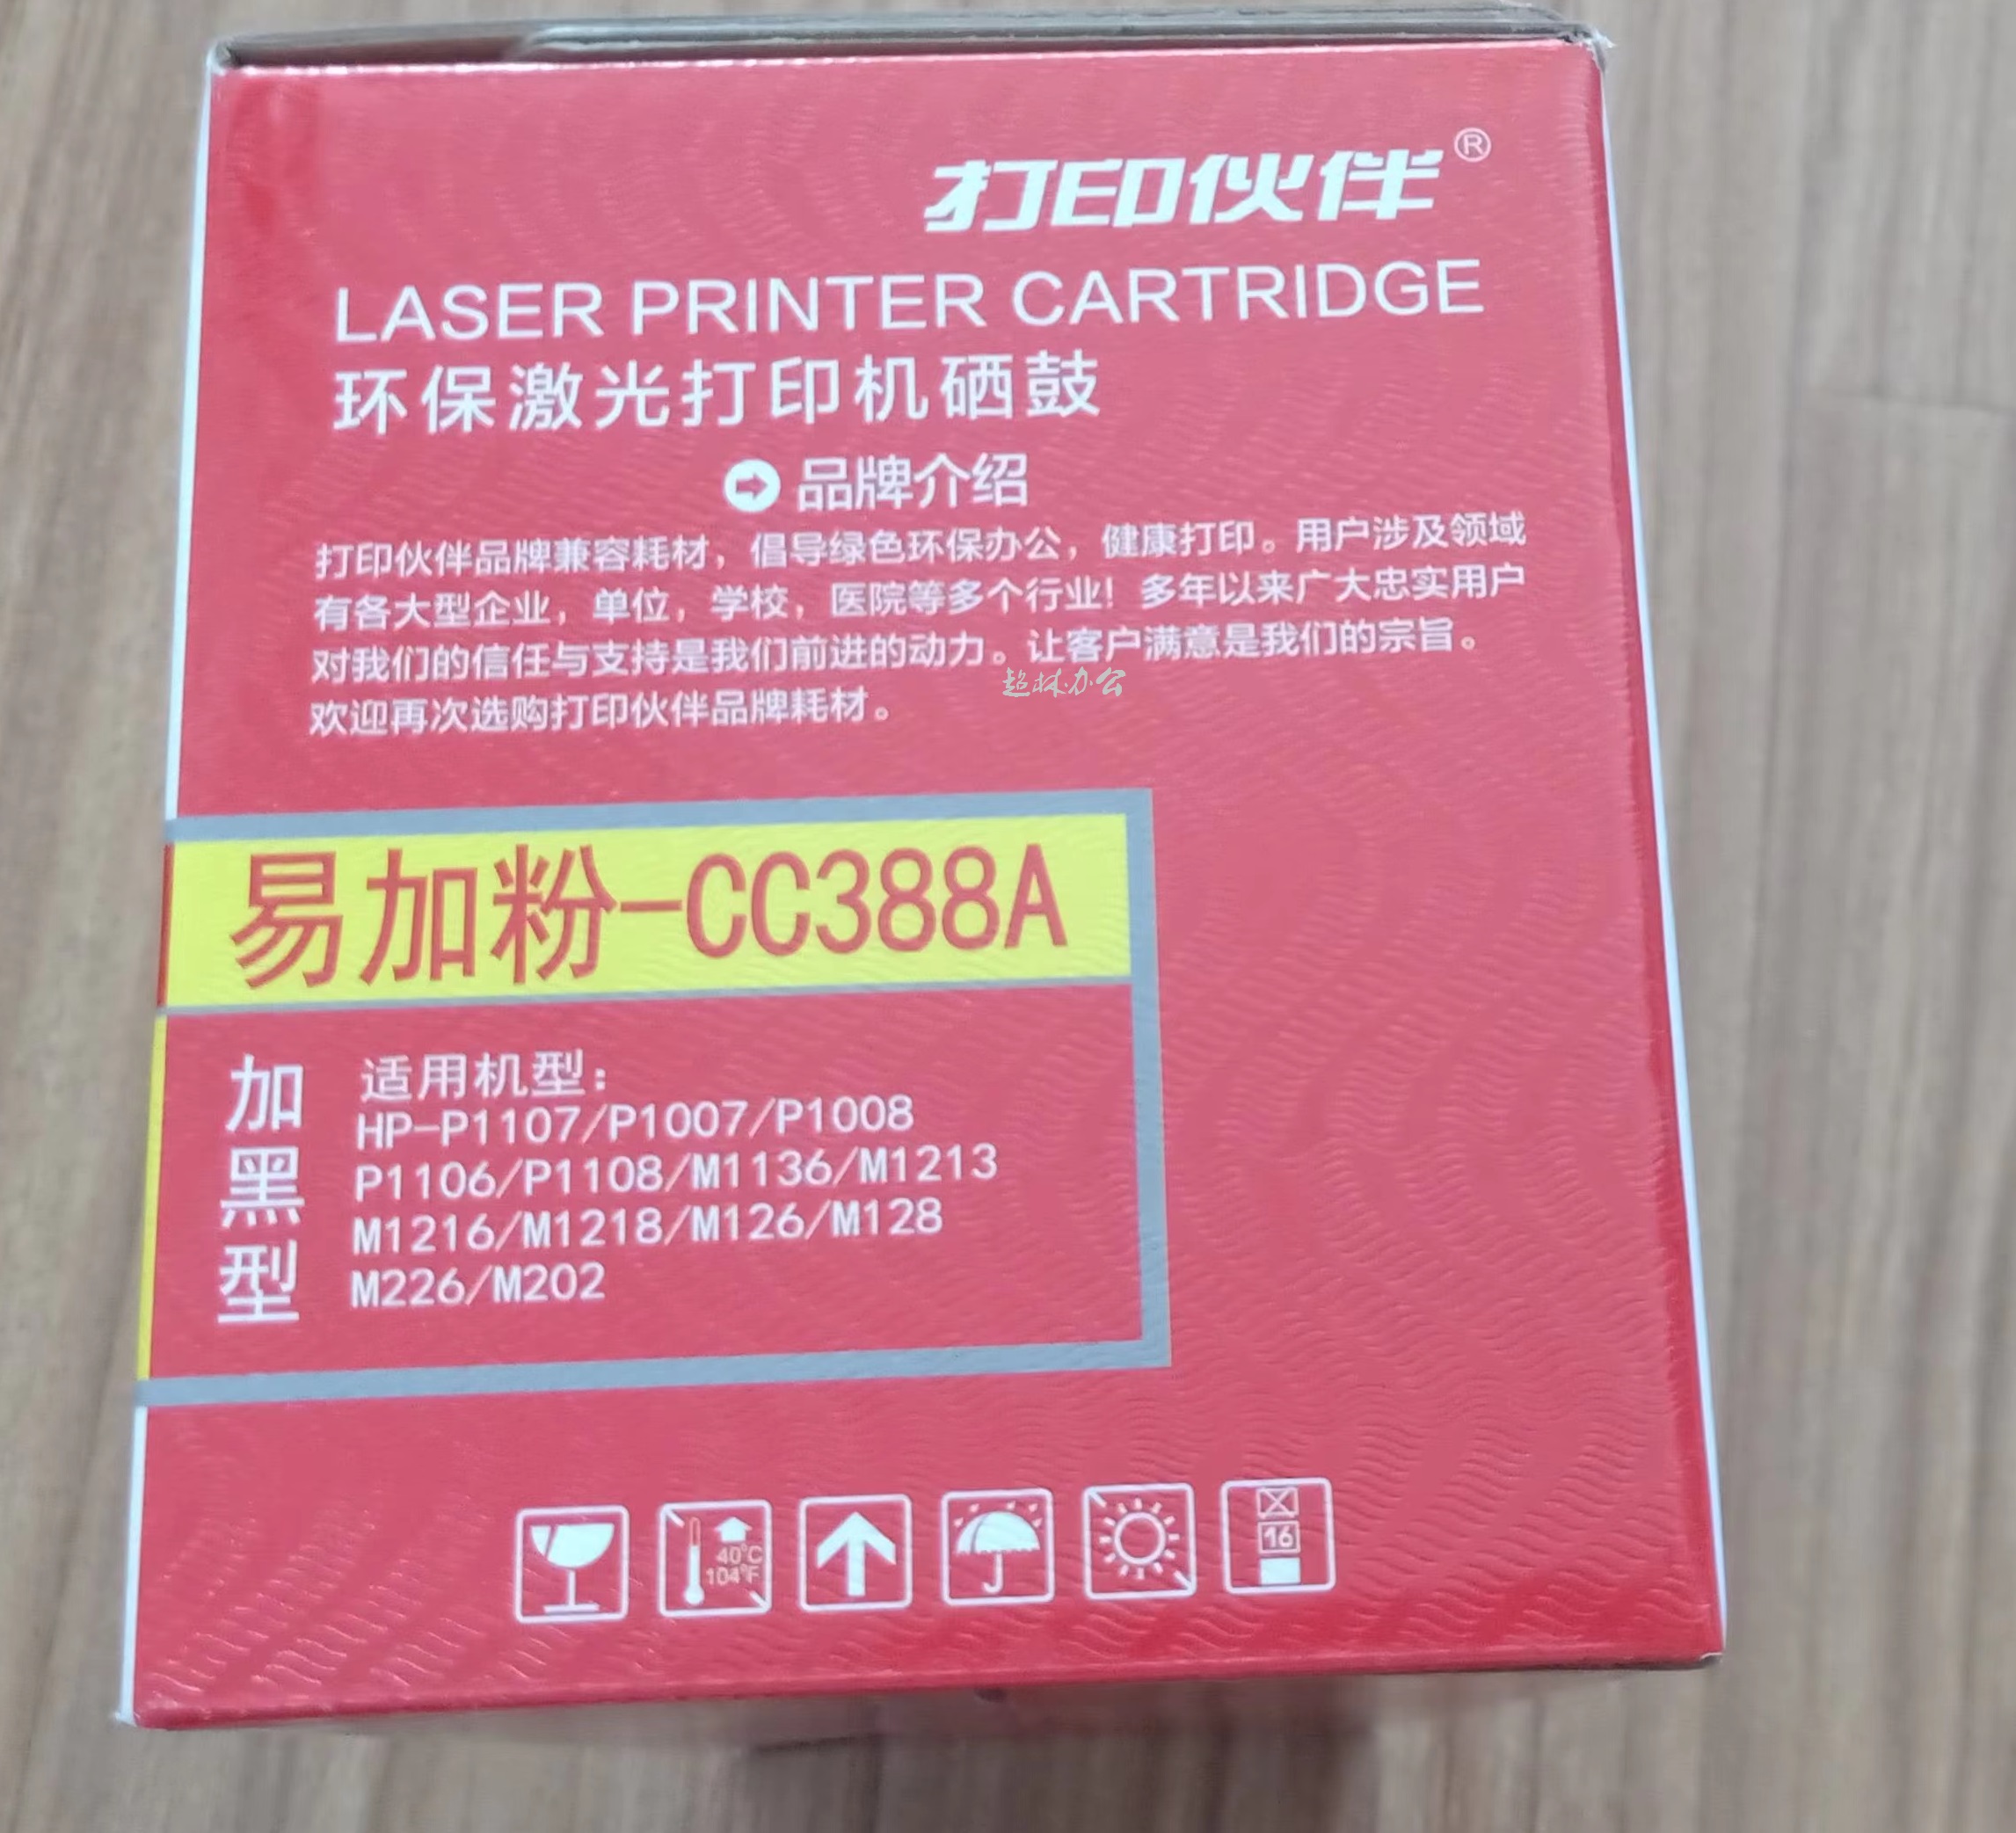 打印伙伴®
LASER PRINTER CARTRIDGE
环保激光打印机硒鼓
品牌介绍
打印伙伴品牌兼容耗材，倡导绿色环保办公，健康打印。用户涉及领域
有各大型企业，单位，学校，医院等多个行业！多年以来广大忠实用户
对我们的信任与支持是我们前进的动力。让客户满意是我们的宗旨。
超林办公
欢迎再次选购打印伙伴品牌耗材。
易加粉-CC388A
加黑型
适用机型：
HP-P1107/P1007/P1008
P1106/P1108/M1136/M1213
M1216/M1218/M126/M128
M226/M202
40°C
104°F
16